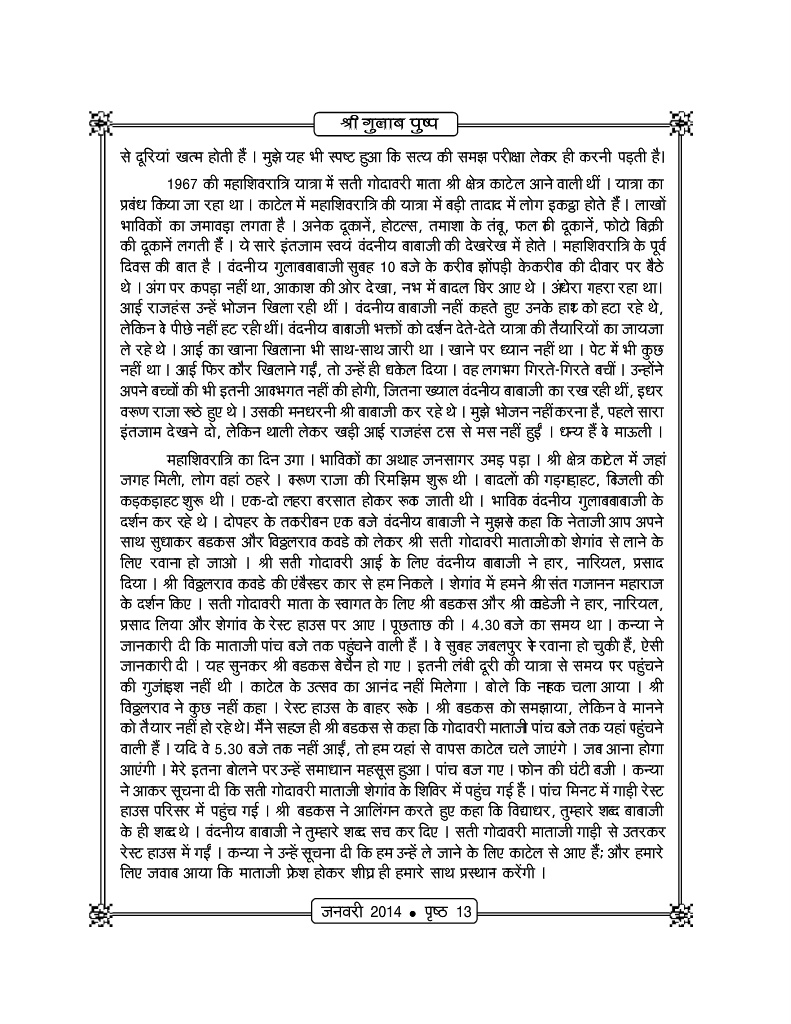 श्री गुलाब पुष्प
से दूरियां खत्म होती हैं । मुझे यह भी स्पष्ट हुआ कि सत्य की समझ परीक्षा लेकर ही करनी पड़ती है।
1967 की महाशिवरात्रि यात्रा में सती गोदावरी माता श्री क्षेत्र काटेल आने वाली थीं । यात्रा का
प्रबंध किया जा रहा था । काटेल में महाशिवरात्रि की यात्रा में बड़ी तादाद में लोग इकट्ठा होते हैं । लाखों
भाविकों का जमावड़ा लगता है । अनेक दूकानें, होटल्स, तमाशा के तंबू, फल की दूकानें, फोटो बिक्री
की दूकानें लगती हैं । ये सारे इंतजाम स्वयं वंदनीय बाबाजी की देखरेख में होते । महाशिवरात्रि के पूर्व
दिवस की बात है । वंदनीय गुलाबबाबाजी सुबह 10 बजे के करीब झोंपड़ी के करीब की दीवार पर बैठे
थे । अंग पर कपड़ा नहीं था, आकाश की ओर देखा, नभ में बादल घिर आए थे । अंधेरा गहरा रहा था।
आई राजहंस उन्हें भोजन खिला रही थीं । वंदनीय बाबाजी नहीं कहते हुए उनके हाथ को हटा रहे थे,
लेकिन वे पीछे नहीं हट रही थीं। वंदनीय बाबाजी भक्तों को दर्शन देते-देते यात्रा की तैयारियों का जायजा
ले रहे थे । आई का खाना खिलाना भी साथ-साथ जारी था । खाने पर ध्यान नहीं था । पेट में भी कुछ
नहीं था । आई फिर कौर खिलाने गईं, तो उन्हें ही धकेल दिया । वह लगभग गिरते-गिरते बचीं । उन्होंने
अपने बच्चों की भी इतनी आवभगत नहीं की होगी, जितना ख्याल वंदनीय बाबाजी का रख रही थीं, इधर
वरूण राजा रूठे हुए थे । उसकी मनधरनी श्री बाबाजी कर रहे थे । मुझे भोजन नहीं करना है, पहले सारा
इंतजाम देखने दो, लेकिन थाली लेकर खड़ी आई राजहंस टस से मस नहीं हुईं । धन्य हैं वे माऊली ।
महाशिवरात्रि का दिन उगा । भाविकों का अथाह जनसागर उमड़ पड़ा । श्री क्षेत्र काटेल में जहां
जगह मिली, लोग वहां ठहरे । वरूण राजा की रिमझिम शुरू थी । बादलों की गड़गड़ाहट, बिजली की
कड़कड़ाहट शुरू थी । एक-दो लहरा बरसात होकर रूक जाती थी । भाविक वंदनीय गुलाबबाबाजी के
दर्शन कर रहे थे । दोपहर के तकरीबन एक बजे वंदनीय बाबाजी ने मुझसे कहा कि नेताजी आप अपने
साथ सुधाकर बडकस और विठ्ठलराव कवडे को लेकर श्री सती गोदावरी माताजी को शेगांव से लाने के
लिए रवाना हो जाओ । श्री सती गोदावरी आई के लिए वंदनीय बाबाजी ने हार, नारियल, प्रसाद
दिया । श्री विठ्ठलराव कवडे की एंबैस्डर कार से हम निकले । शेगांव में हमने श्री संत गजानन महाराज
के दर्शन किए । सती गोदावरी माता के स्वागत के लिए श्री बडकस और श्री कवडेजी ने हार, नारियल,
प्रसाद लिया और शेगांव के रेस्ट हाउस पर आए । पूछताछ की । 4.30 बजे का समय था । कन्या ने
जानकारी दी कि माताजी पांच बजे तक पहुंचने वाली हैं । वे सुबह जबलपुर से रवाना हो चुकी हैं, ऐसी
जानकारी दी । यह सुनकर श्री बडकस बेचैन हो गए । इतनी लंबी दूरी की यात्रा से समय पर पहुंचने
की गुजांइश नहीं थी । काटेल के उत्सव का आनंद नहीं मिलेगा । बोले कि नाहक चला आया । श्री
विठ्ठलराव ने कुछ नहीं कहा । रेस्ट हाउस के बाहर रूके । श्री बडकस को समझाया, लेकिन वे मानने
को तैयार नहीं हो रहे थे। मैंने सहज ही श्री बडकस से कहा कि गोदावरी माताजी पांच बजे तक यहां पहुंचने
वाली हैं । यदि वे 5.30 बजे तक नहीं आईं, तो हम यहां से वापस काटेल चले जाएंगे । जब आना होगा
आएंगी । मेरे इतना बोलने पर उन्हें समाधान महसूस हुआ । पांच बज गए । फोन की घंटी बजी । कन्या
ने आकर सूचना दी कि सती गोदावरी माताजी शेगांव के शिविर में पहुंच गई हैं । पांच मिनट में गाड़ी रेस्ट
हाउस परिसर में पहुंच गई । श्री बडकस ने आलिंगन करते हुए कहा कि विद्याधर, तुम्हारे शब्द बाबाजी
के ही शब्द थे । वंदनीय बाबाजी ने तुम्हारे शब्द सच कर दिए । सती गोदावरी माताजी गाड़ी से उतरकर
रेस्ट हाउस में गईं । कन्या ने उन्हें सूचना दी कि हम उन्हें ले जाने के लिए काटेल से आए हैं; और हमारे
लिए जवाब आया कि माताजी फ्रेश होकर शीघ्र ही हमारे साथ प्रस्थान करेंगी ।
जनवरी 2014 ● पृष्ठ 13